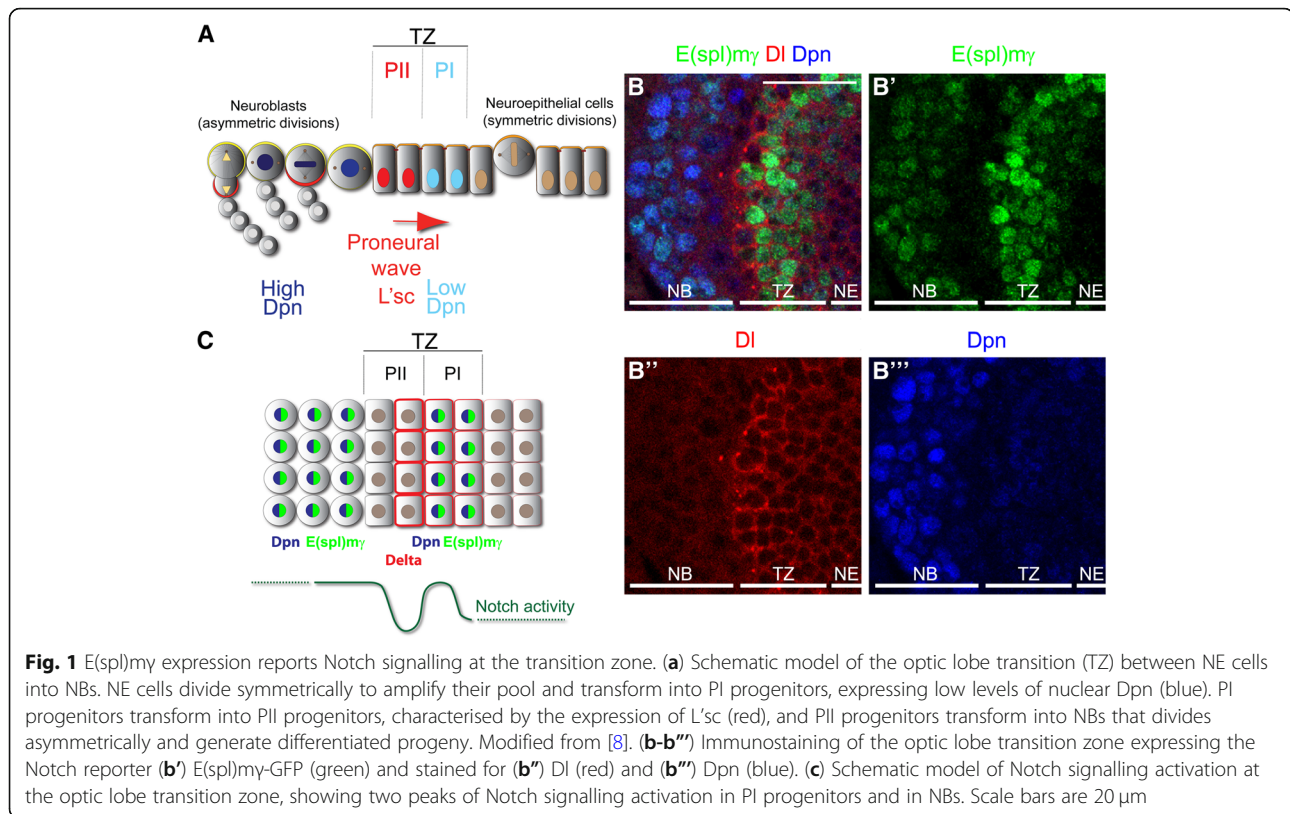 A
TZ
PII PI
Neuroblasts
(asymmetric divisions)
Neuroepithelial cells
(symmetric divisions)
Proneural
wave
L'sc
High
Dpn
Low
Dpn
E(spl)mγ Dl Dpn
B
NB TZ NE
E(spl)mγ
B'
NB TZ NE
C
TZ
PII PI
Dpn E(spl)mγ
Delta
Dpn E(spl)mγ
Notch activity
Dl
B''
NB TZ NE
Dpn
B'''
NB TZ NE
Fig. 1 E(spl)mγ expression reports Notch signalling at the transition zone. (a) Schematic model of the optic lobe transition (TZ) between NE cells
into NBs. NE cells divide symmetrically to amplify their pool and transform into PI progenitors, expressing low levels of nuclear Dpn (blue). PI
progenitors transform into PII progenitors, characterised by the expression of L'sc (red), and PII progenitors transform into NBs that divides
asymmetrically and generate differentiated progeny. Modified from [8]. (b-b"') Immunostaining of the optic lobe transition zone expressing the
Notch reporter (b') E(spl)mγ-GFP (green) and stained for (b") Dl (red) and (b"') Dpn (blue). (c) Schematic model of Notch signalling activation at
the optic lobe transition zone, showing two peaks of Notch signalling activation in PI progenitors and in NBs. Scale bars are 20 μm